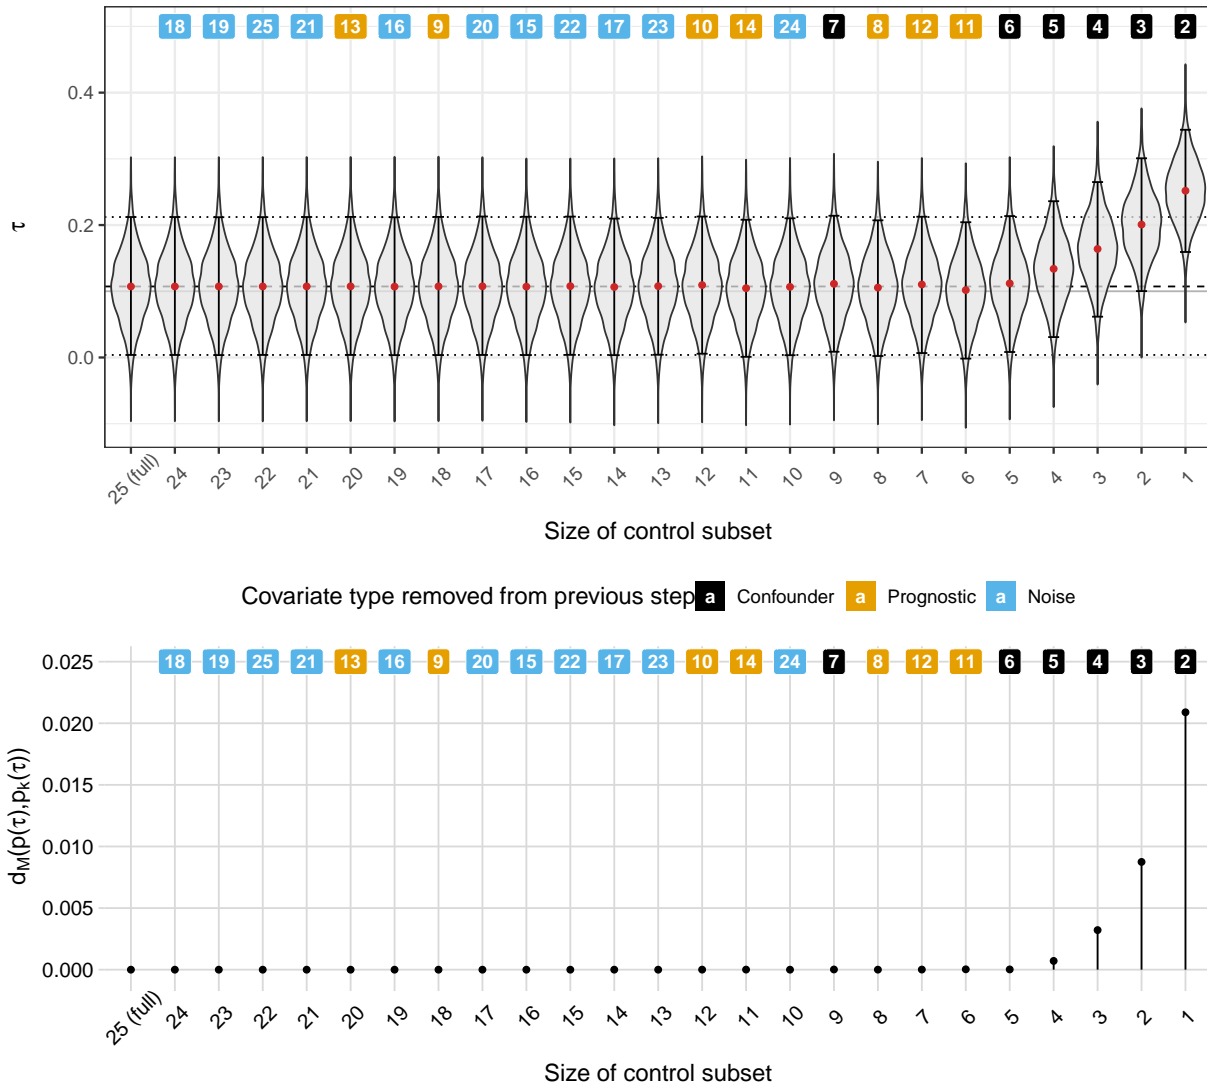 18 19 25 21 13 16 9 20 15 22 17 23 10 14 24 7 8 12 11 6 5 4 3 2
0.4
0.2
0.0
τ
25 (full) 24 23 22 21 20 19 18 17 16 15 14 13 12 11 10 9 8 7 6 5 4 3 2 1
Size of control subset
Covariate type removed from previous step a Confounder a Prognostic a Noise
18 19 25 21 13 16 9 20 15 22 17 23 10 14 24 7 8 12 11 6 5 4 3 2
0.025
0.020
0.015
0.010
0.005
0.000
d_M(p(τ),p_k(τ))
25 (full) 24 23 22 21 20 19 18 17 16 15 14 13 12 11 10 9 8 7 6 5 4 3 2 1
Size of control subset